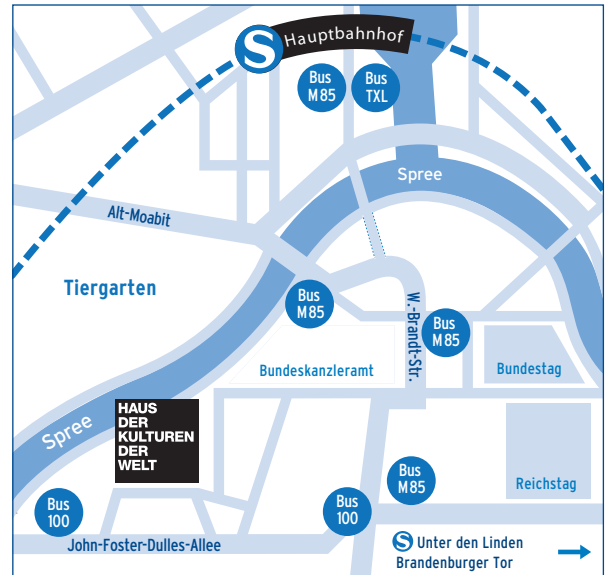 S Hauptbahnhof
Bus
M85
Bus
TXL
Spree
Alt-Moabit
Tiergarten
Bus
M85
W.-Brandt-Str.
Bus
M85
Bundeskanzleramt
Bundestag
HAUS
DER
KULTUREN
DER
WELT
Spree
Bus
M85
Reichstag
Bus
100
Bus
100
John-Foster-Dulles-Allee
S Unter den Linden
Brandenburger Tor